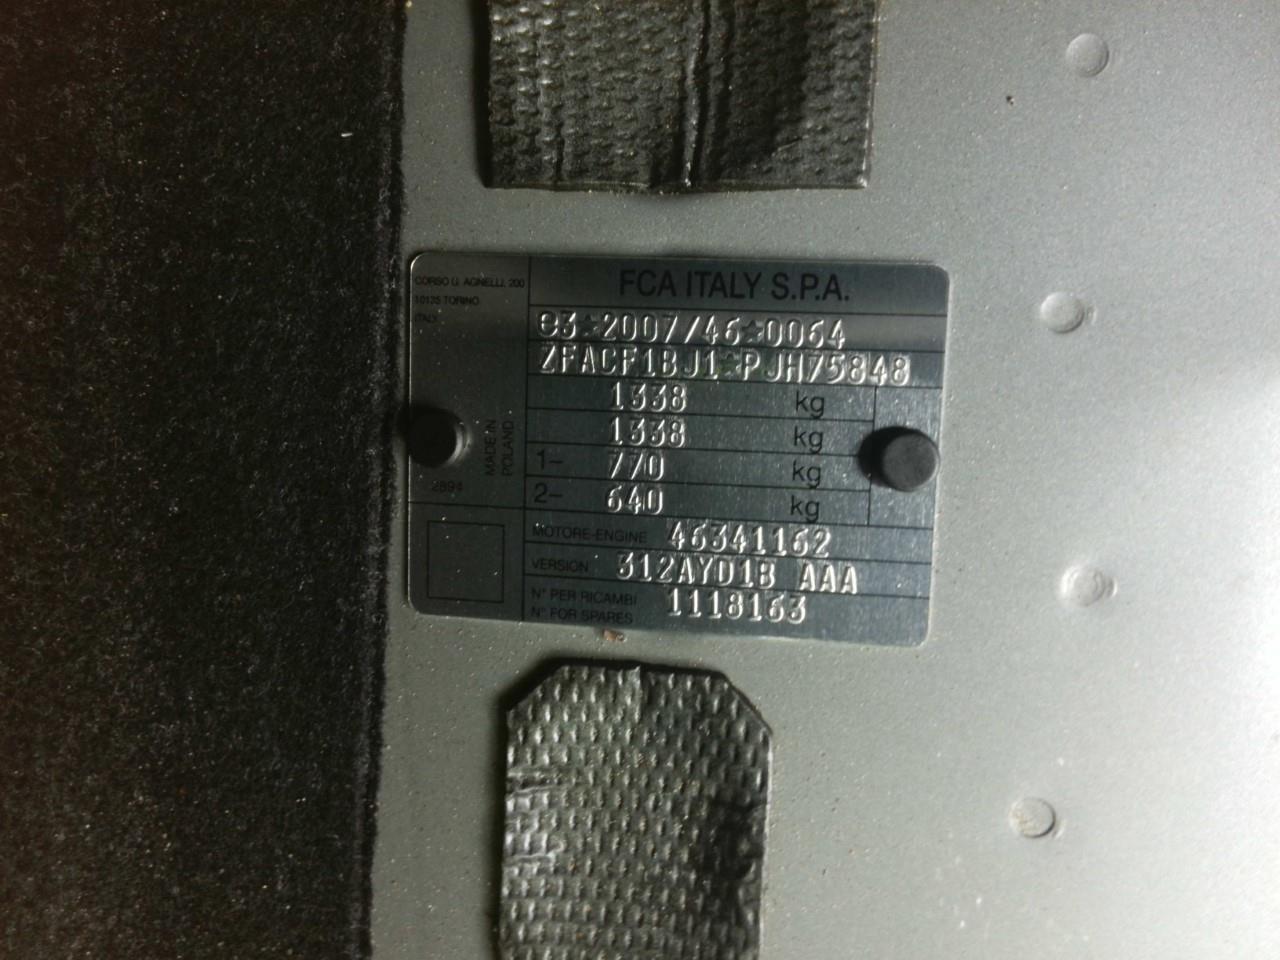 FCA ITALY S.P.A.
CORSO G. AGNELLI, 200
10135 TORINO
ITALY
e3*2007/46*0064
ZFACF1BJ1*PJH75848
1338 kg
1338 kg
1- 770 kg
2- 640 kg
MADE IN
POLAND
2894
MOTORE-ENGINE 46341162
VERSION 312AYD1B AAA
N° PER RICAMBI
N° FOR SPARES 1118163